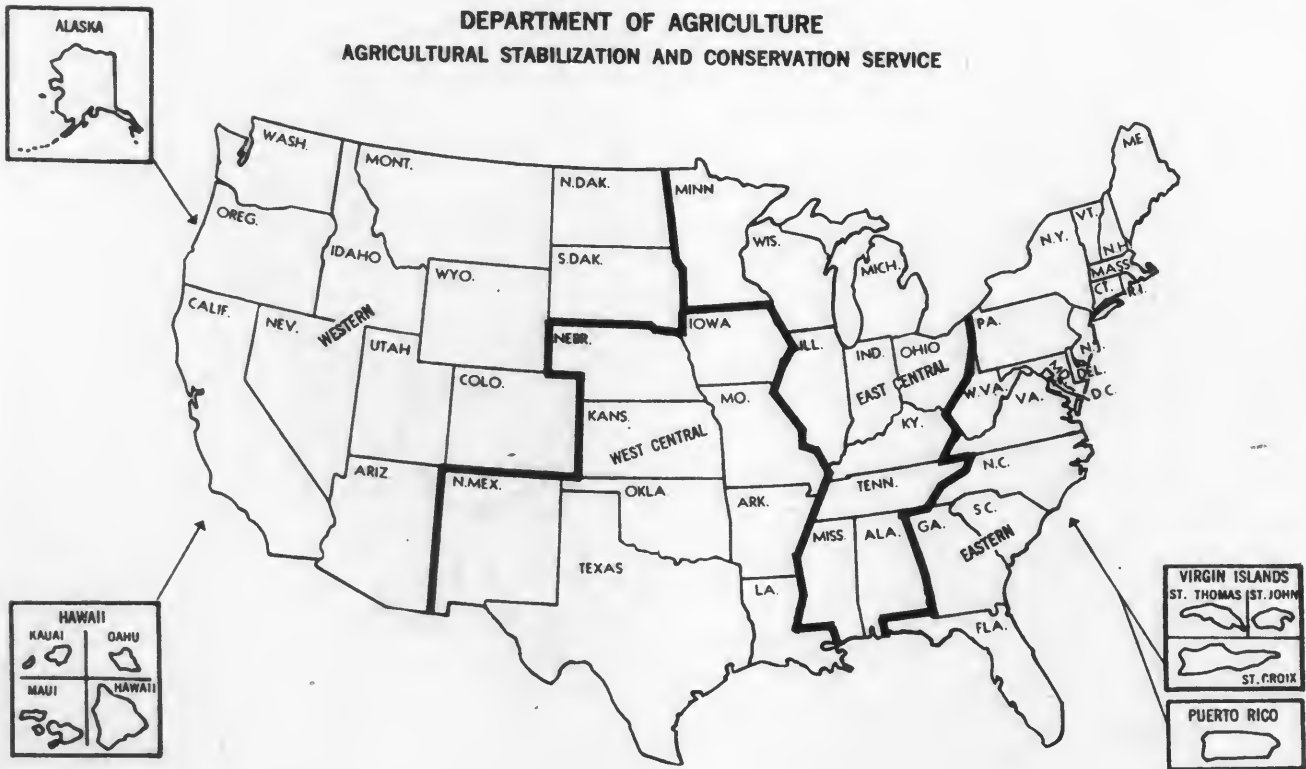 DEPARTMENT OF AGRICULTURE
AGRICULTURAL STABILIZATION AND CONSERVATION SERVICE
ALASKA
WASH.
MONT.
N.DAK.
MINN
ME
OREG.
IDAHO
S.DAK.
WIS.
MICH.
N.Y.
VT.
N.H
MASS
CT.
R.I.
WYO.
CALIF.
NEV.
WESTERN
UTAH
NEBR.
IOWA
ILL.
IND.
OHIO
PA.
N.J.
MD.
DEL.
D.C.
COLO.
KANS.
WEST CENTRAL
MO.
EAST CENTRAL
KY.
W.VA.
VA.
ARIZ
N.MEX.
OKLA
ARK.
TENN.
N.C.
S.C.
TEXAS
LA.
MISS.
ALA.
GA.
EASTERN
FLA.
HAWAII
KAUAI
OAHU
MAUI
HAWAII
VIRGIN ISLANDS
ST. THOMAS
ST. JOHN
ST. CROIX
PUERTO RICO